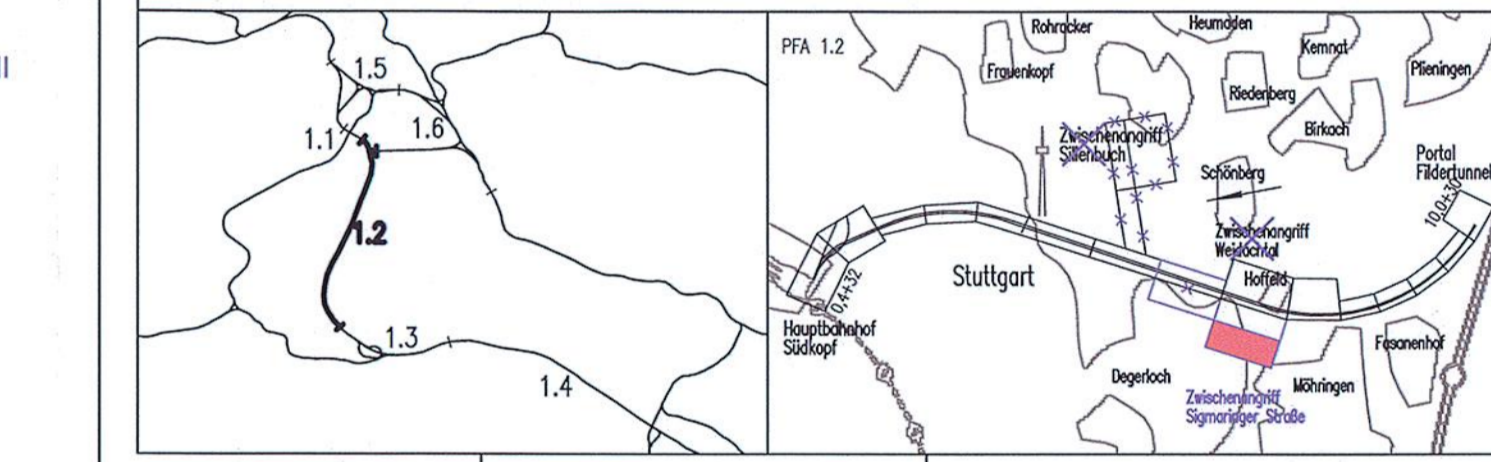 1.5
1.1
1.6
1.2
1.3
1.4
PFA 1.2
Rohracker
Heumaden
Frauenkopf
Kemnat
Plieningen
Riedenberg
Birkach
Zwischenangriff
Sillenbuch
Schönberg
Portal
Fildertunnel
10,0+30
Zwischenangriff
Weidachtal
Hoffeld
Stuttgart
0,4+32
Hauptbahnhof
Südkopf
Fasanenhof
Degerloch
Möhringen
Zwischenangriff
Sigmaringer Straße